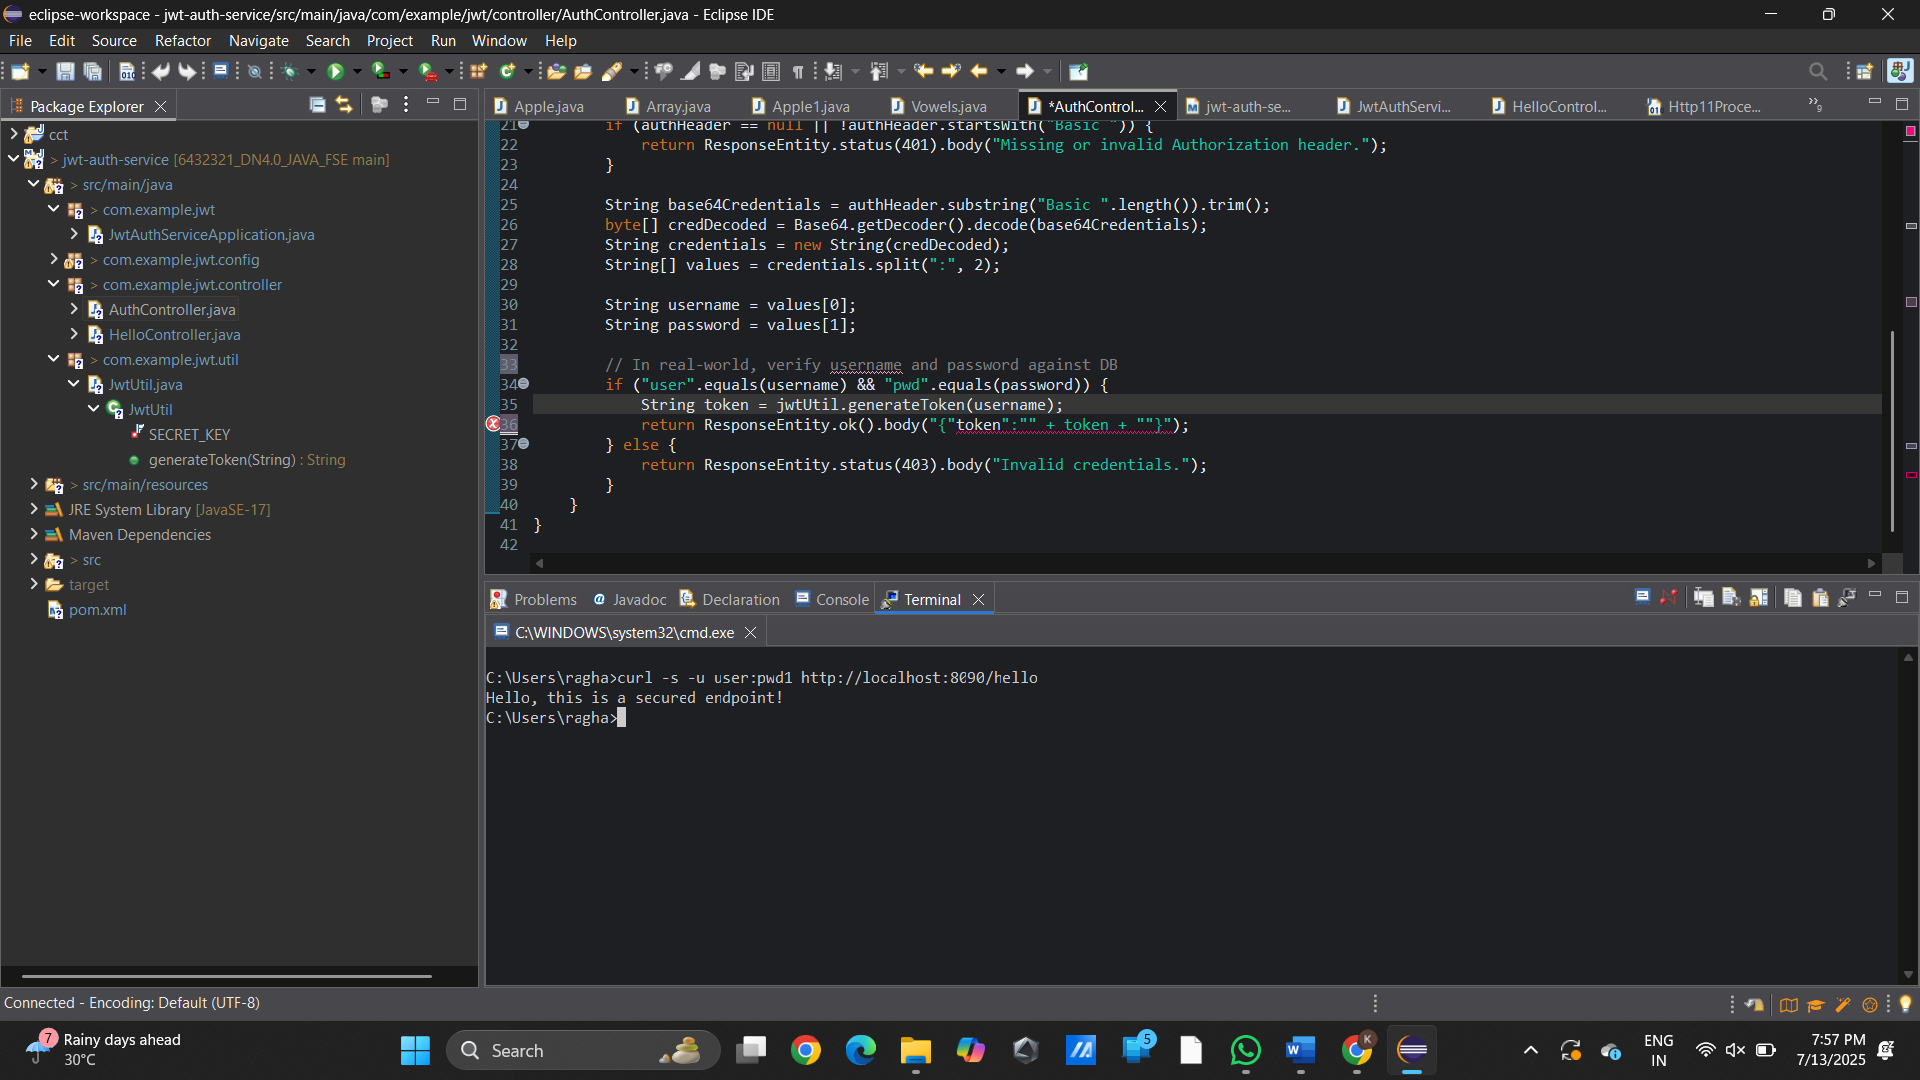 eclipse-workspace - jwt-auth-service/src/main/java/com/example/jwt/controller/AuthController.java - Eclipse IDE
File Edit Source Refactor Navigate Search Project Run Window Help
Package Explorer
cct
> jwt-auth-service [6432321_DN4.0_JAVA_FSE main]
> src/main/java
> com.example.jwt
JwtAuthServiceApplication.java
> com.example.jwt.config
> com.example.jwt.controller
AuthController.java
HelloController.java
> com.example.jwt.util
JwtUtil.java
JwtUtil
SECRET_KEY
generateToken(String) : String
> src/main/resources
JRE System Library [JavaSE-17]
Maven Dependencies
> src
target
pom.xml
Apple.java Array.java Apple1.java Vowels.java *AuthControl... jwt-auth-se... JwtAuthServi... HelloControl... Http11Proce... »9
21 if (authHeader == null || !authHeader.startsWith("Basic ")) {
22 return ResponseEntity.status(401).body("Missing or invalid Authorization header.");
23 }
24
25 String base64Credentials = authHeader.substring("Basic ".length()).trim();
26 byte[] credDecoded = Base64.getDecoder().decode(base64Credentials);
27 String credentials = new String(credDecoded);
28 String[] values = credentials.split(":", 2);
29
30 String username = values[0];
31 String password = values[1];
32
33 // In real-world, verify username and password against DB
34 if ("user".equals(username) && "pwd".equals(password)) {
35 String token = jwtUtil.generateToken(username);
36 return ResponseEntity.ok().body("{"token":"" + token + ""}");
37 } else {
38 return ResponseEntity.status(403).body("Invalid credentials.");
39 }
40 }
41 }
42
Problems Javadoc Declaration Console Terminal
C:\WINDOWS\system32\cmd.exe
C:\Users\ragha>curl -s -u user:pwd1 http://localhost:8090/hello
Hello, this is a secured endpoint!
C:\Users\ragha>
Connected - Encoding: Default (UTF-8)
7 Rainy days ahead
30°C
Search
5
K
ENG
IN
7:57 PM
7/13/2025